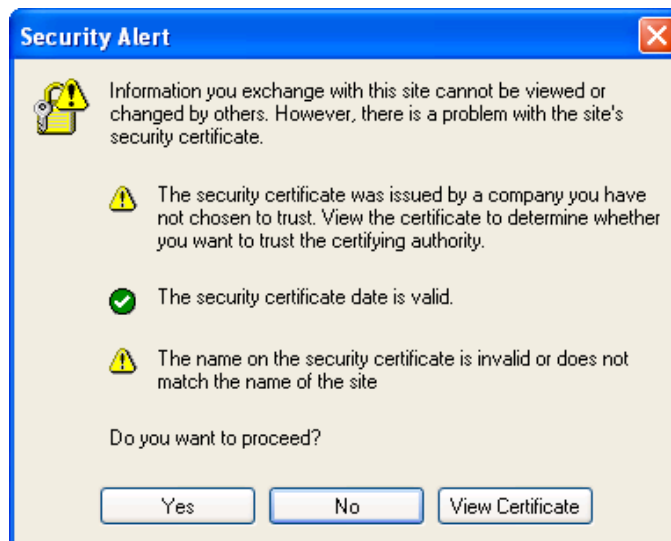 Security Alert
Information you exchange with this site cannot be viewed or
changed by others. However, there is a problem with the site's
security certificate.
The security certificate was issued by a company you have
not chosen to trust. View the certificate to determine whether
you want to trust the certifying authority.
The security certificate date is valid.
The name on the security certificate is invalid or does not
match the name of the site
Do you want to proceed?
Yes No View Certificate